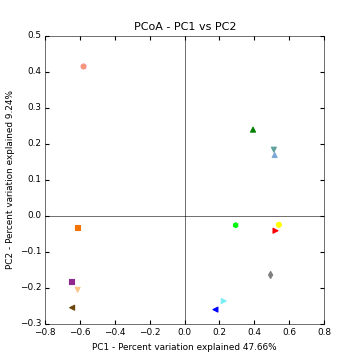 PCoA - PC1 vs PC2
0.5
0.4
0.3
0.2
0.1
0.0
−0.1
−0.2
−0.3
PC2 - Percent variation explained 9.24%
−0.8 −0.6 −0.4 −0.2 0.0 0.2 0.4 0.6 0.8
PC1 - Percent variation explained 47.66%